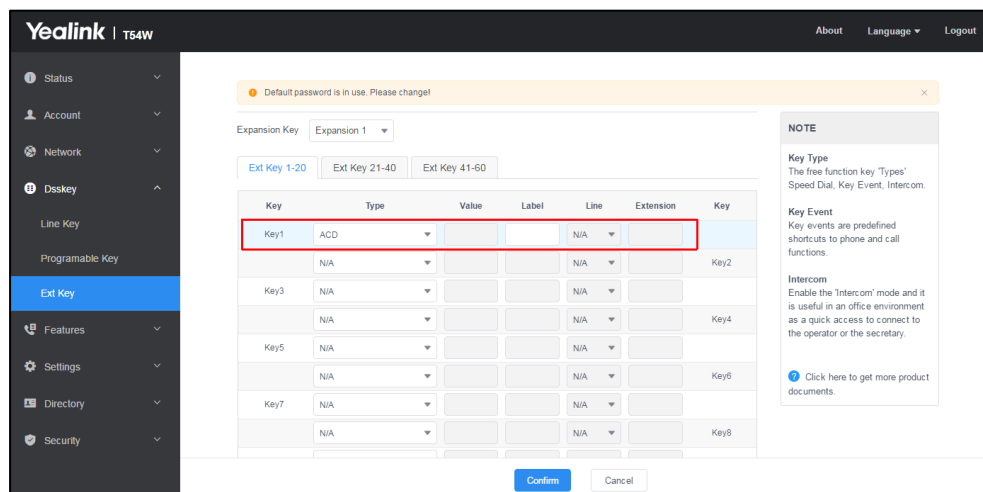 Yealink | T54W
About Language Logout
Status
Account
Network
Dsskey
Line Key
Programable Key
Ext Key
Features
Settings
Directory
Security
Default password is in use. Please change!
Expansion Key Expansion 1
Ext Key 1-20 Ext Key 21-40 Ext Key 41-60
Key Type Value Label Line Extension Key
Key1 ACD N/A
N/A N/A Key2
Key3 N/A N/A
N/A N/A Key4
Key5 N/A N/A
N/A N/A Key6
Key7 N/A N/A
N/A N/A Key8
Confirm Cancel
NOTE
Key Type
The free function key 'Types'
Speed Dial, Key Event, Intercom.
Key Event
Key events are predefined
shortcuts to phone and call
functions.
Intercom
Enable the 'Intercom' mode and it
is useful in an office environment
as a quick access to connect to
the operator or the secretary.
Click here to get more product
documents.